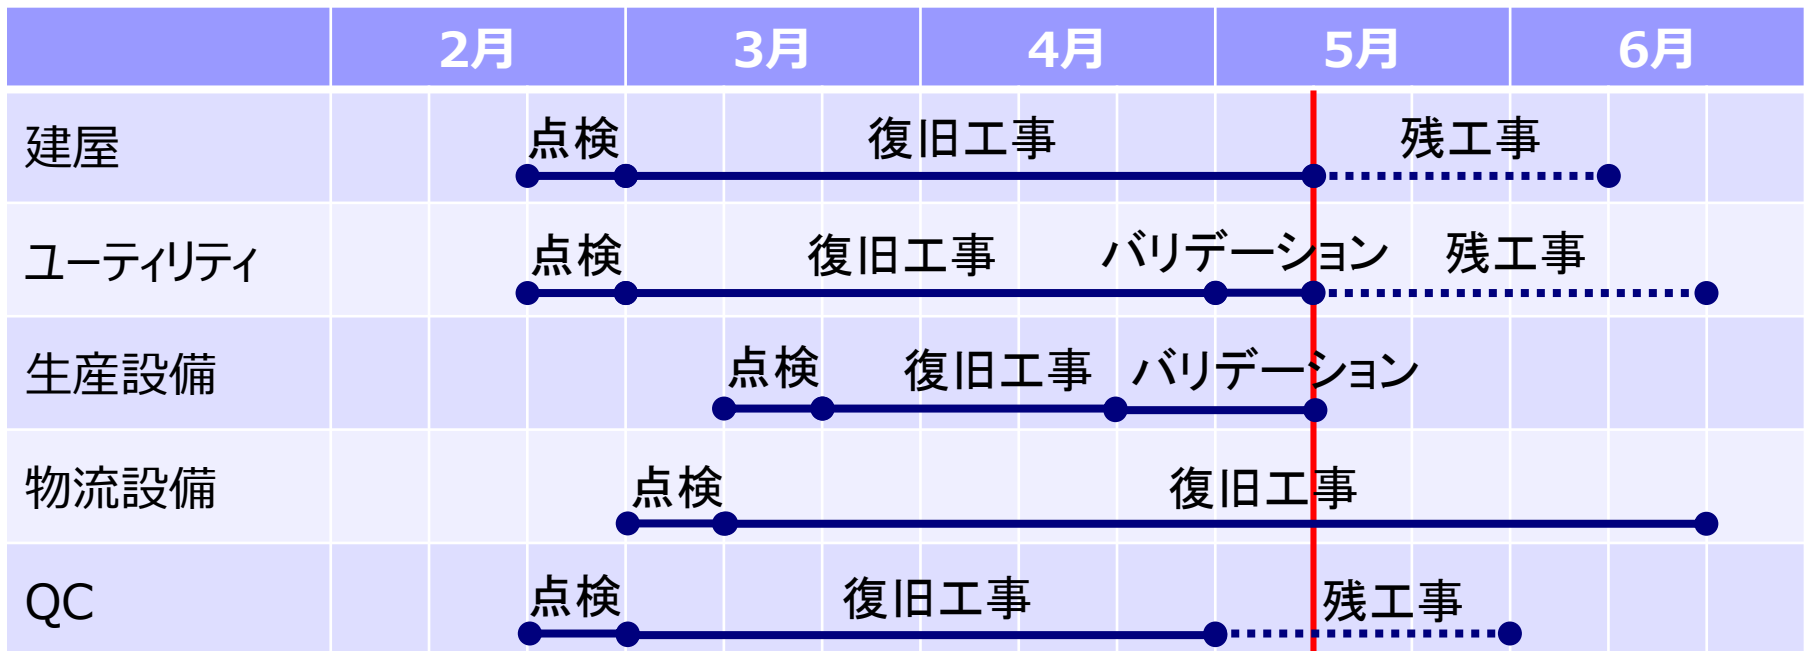 2月 3月 4月 5月 6月
建屋 点検 復旧工事 残工事
ユーティリティ 点検 復旧工事 バリデーション 残工事
生産設備 点検 復旧工事 バリデーション
物流設備 点検 復旧工事
QC 点検 復旧工事 残工事